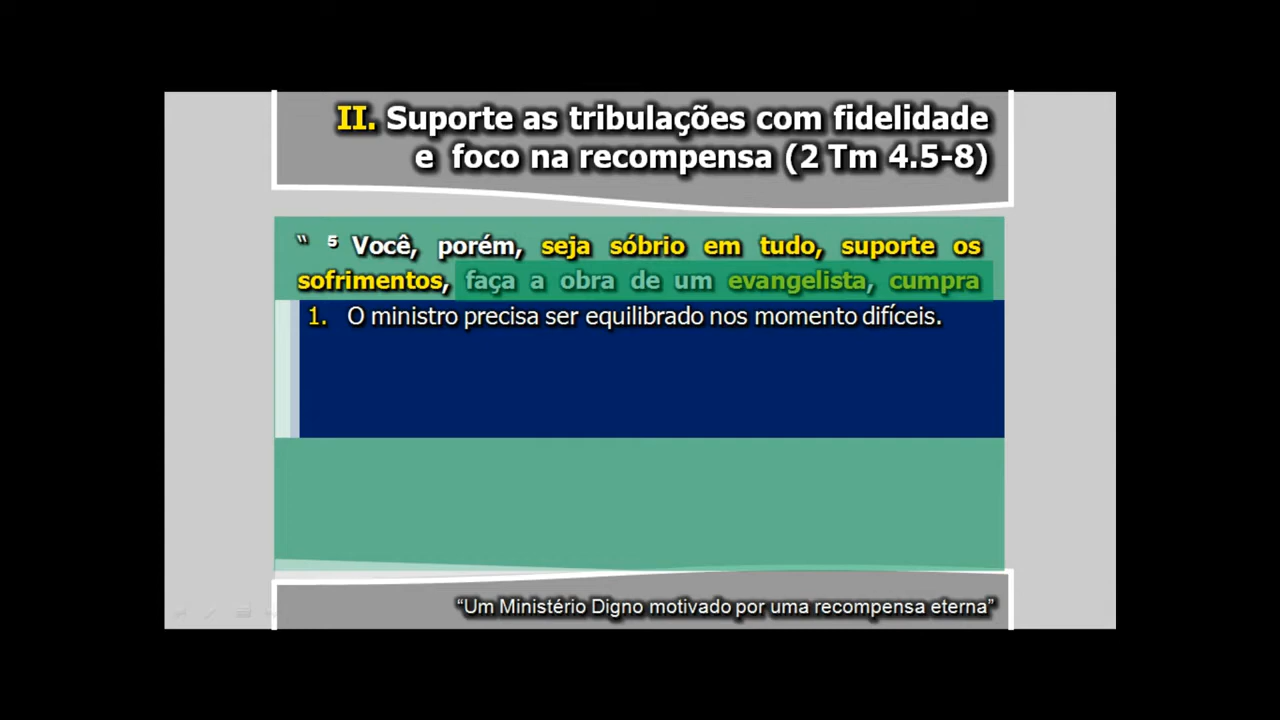 II. Suporte as tribulações com fidelidade
e foco na recompensa (2 Tm 4.5-8)
“ ⁵ Você, porém, seja sóbrio em tudo, suporte os
sofrimentos, faça a obra de um evangelista, cumpra
1. O ministro precisa ser equilibrado nos momento difíceis.
“Um Ministério Digno motivado por uma recompensa eterna”